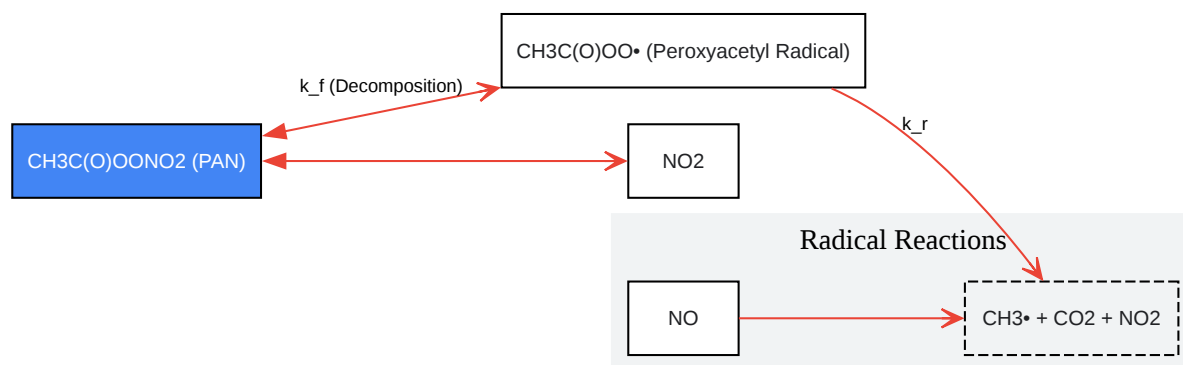 CH3C(O)OO• (Peroxyacetyl Radical)
k_f (Decomposition)
k_r
CH3C(O)OONO2 (PAN)
NO2
Radical Reactions
NO
CH3• + CO2 + NO2